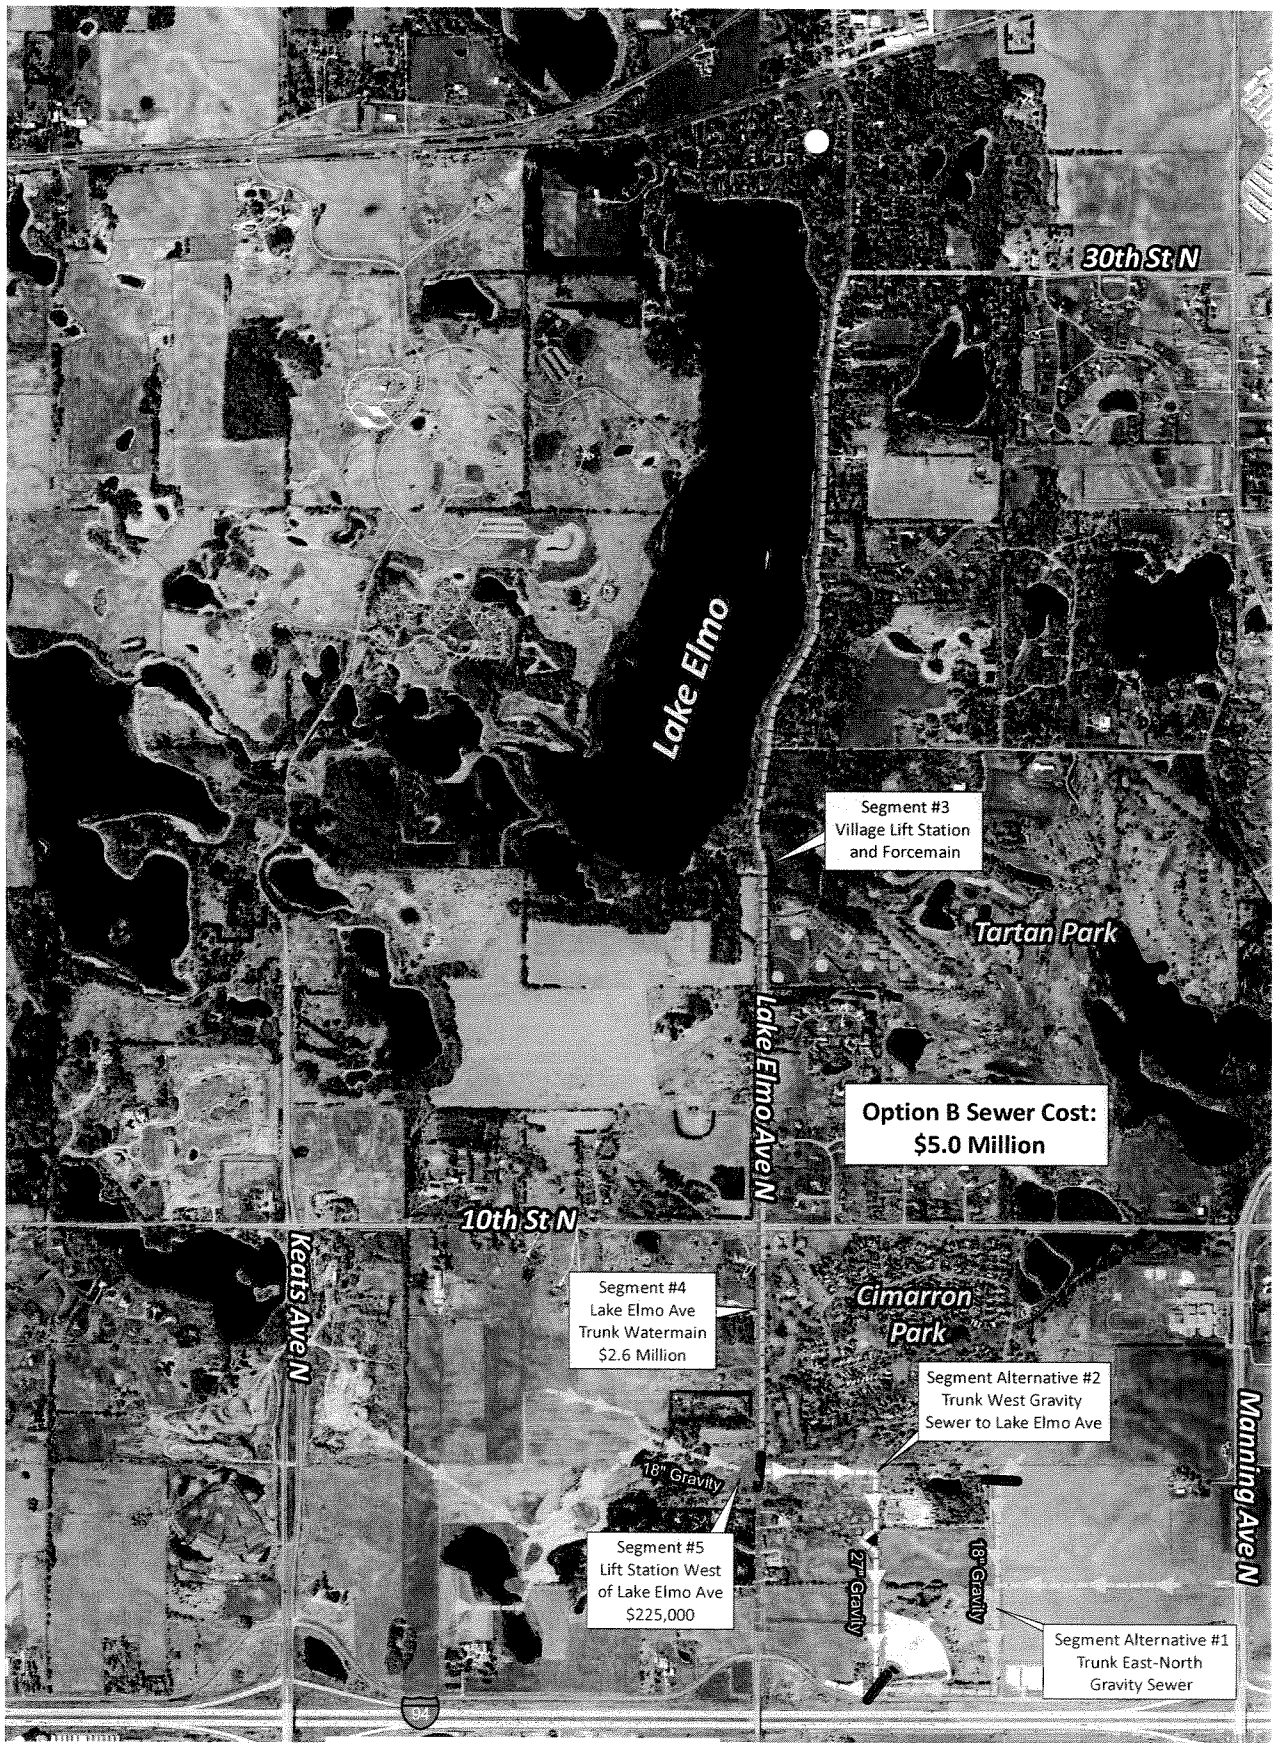 30th St N
Lake Elmo
Segment #3
Village Lift Station
and Forcemain
Tartan Park
Lake Elmo Ave N
Option B Sewer Cost:
$5.0 Million
10th St N
Keats Ave N
Segment #4
Lake Elmo Ave
Trunk Watermain
$2.6 Million
Cimarron
Park
Segment Alternative #2
Trunk West Gravity
Sewer to Lake Elmo Ave
Manning Ave N
18" Gravity
Segment #5
Lift Station West
of Lake Elmo Ave
$225,000
27" Gravity
18" Gravity
Segment Alternative #1
Trunk East-North
Gravity Sewer
94